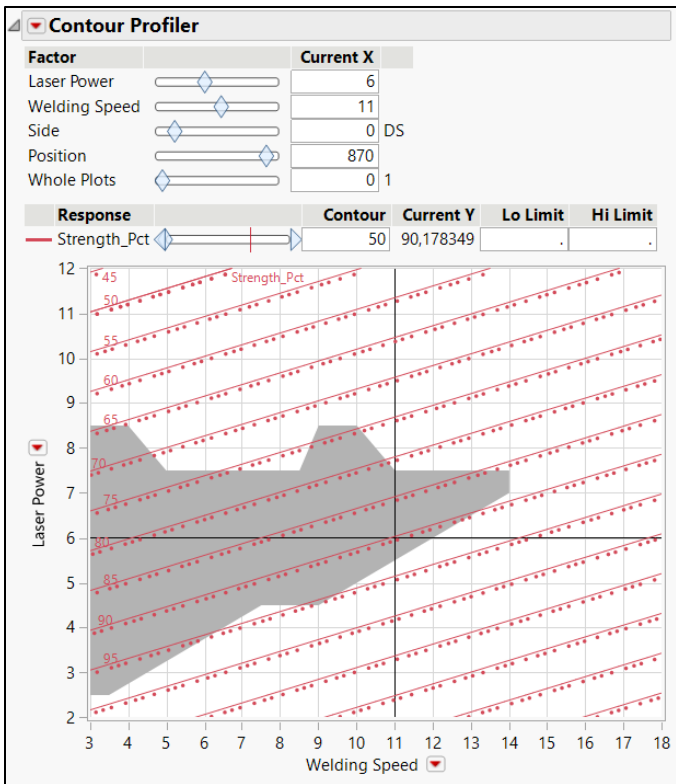 Contour Profiler
Factor Current X
Laser Power 6
Welding Speed 11
Side 0 DS
Position 870
Whole Plots 0 1
Response Contour Current Y Lo Limit Hi Limit
Strength_Pct 50 90,178349 . .
12
11
10
9
8
7
6
5
4
3
2
Laser Power
45
Strength_Pct
50
55
60
65
70
75
80
85
90
95
3 4 5 6 7 8 9 10 11 12 13 14 15 16 17 18
Welding Speed